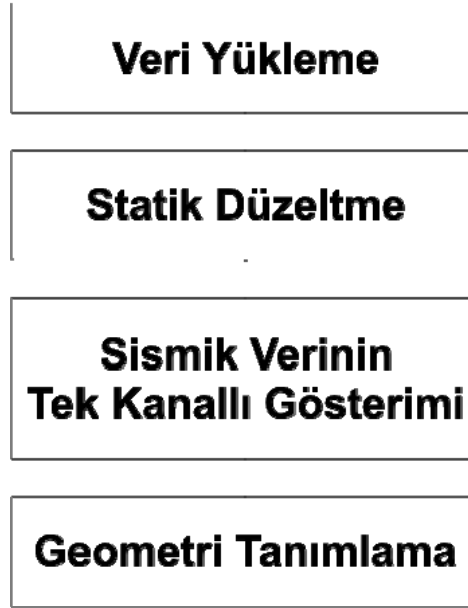 Veri Yükleme
Statik Düzeltme
Sismik Verinin
Tek Kanallı Gösterimi
Geometri Tanımlama